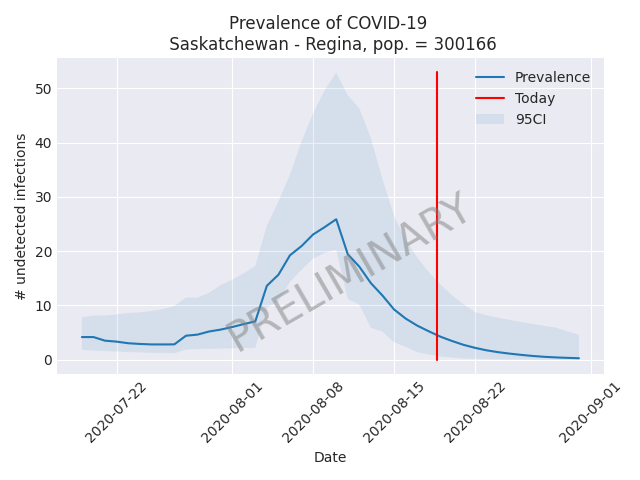 Prevalence of COVID-19
Saskatchewan - Regina, pop. = 300166
# undetected infections
50
40
30
20
10
0
Prevalence
Today
95CI
PRELIMINARY
2020-07-22
2020-08-01
2020-08-08
2020-08-15
2020-08-22
2020-09-01
Date